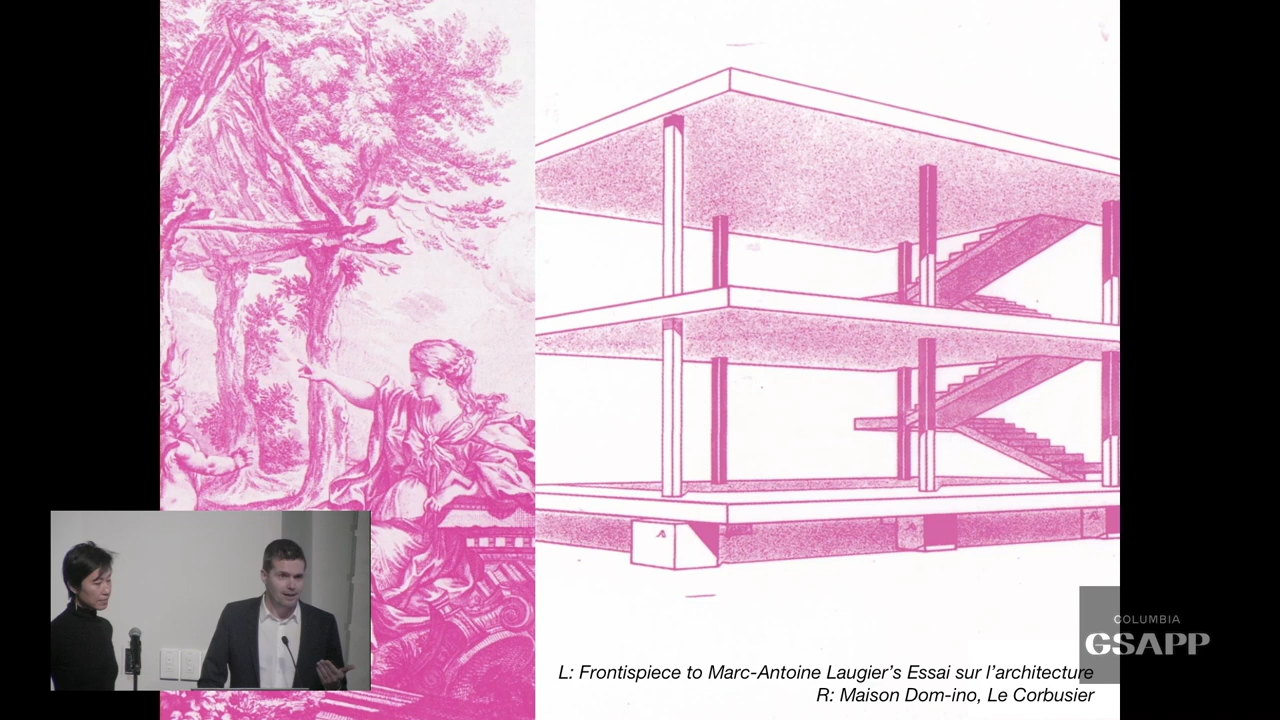 COLUMBIA
GSAPP
L: Frontispiece to Marc-Antoine Laugier’s Essai sur l’architecture
R: Maison Dom-ino, Le Corbusier